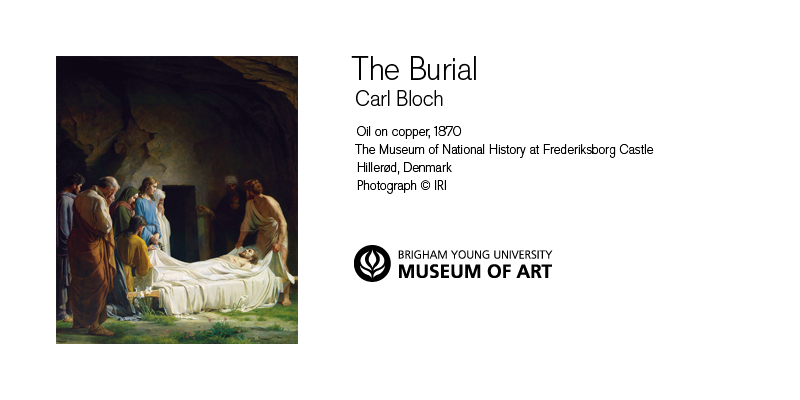 The Burial
Carl Bloch
Oil on copper, 1870
The Museum of National History at Frederiksborg Castle
Hillerød, Denmark
Photograph © IRI
BRIGHAM YOUNG UNIVERSITY
MUSEUM OF ART